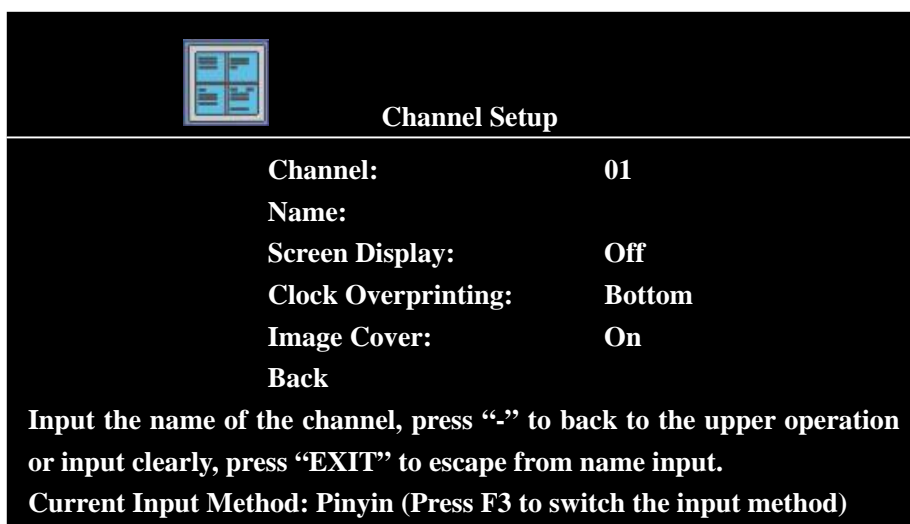 Channel Setup
Channel: 01
Name:
Screen Display: Off
Clock Overprinting: Bottom
Image Cover: On
Back
Input the name of the channel, press “-” to back to the upper operation
or input clearly, press “EXIT” to escape from name input.
Current Input Method: Pinyin (Press F3 to switch the input method)